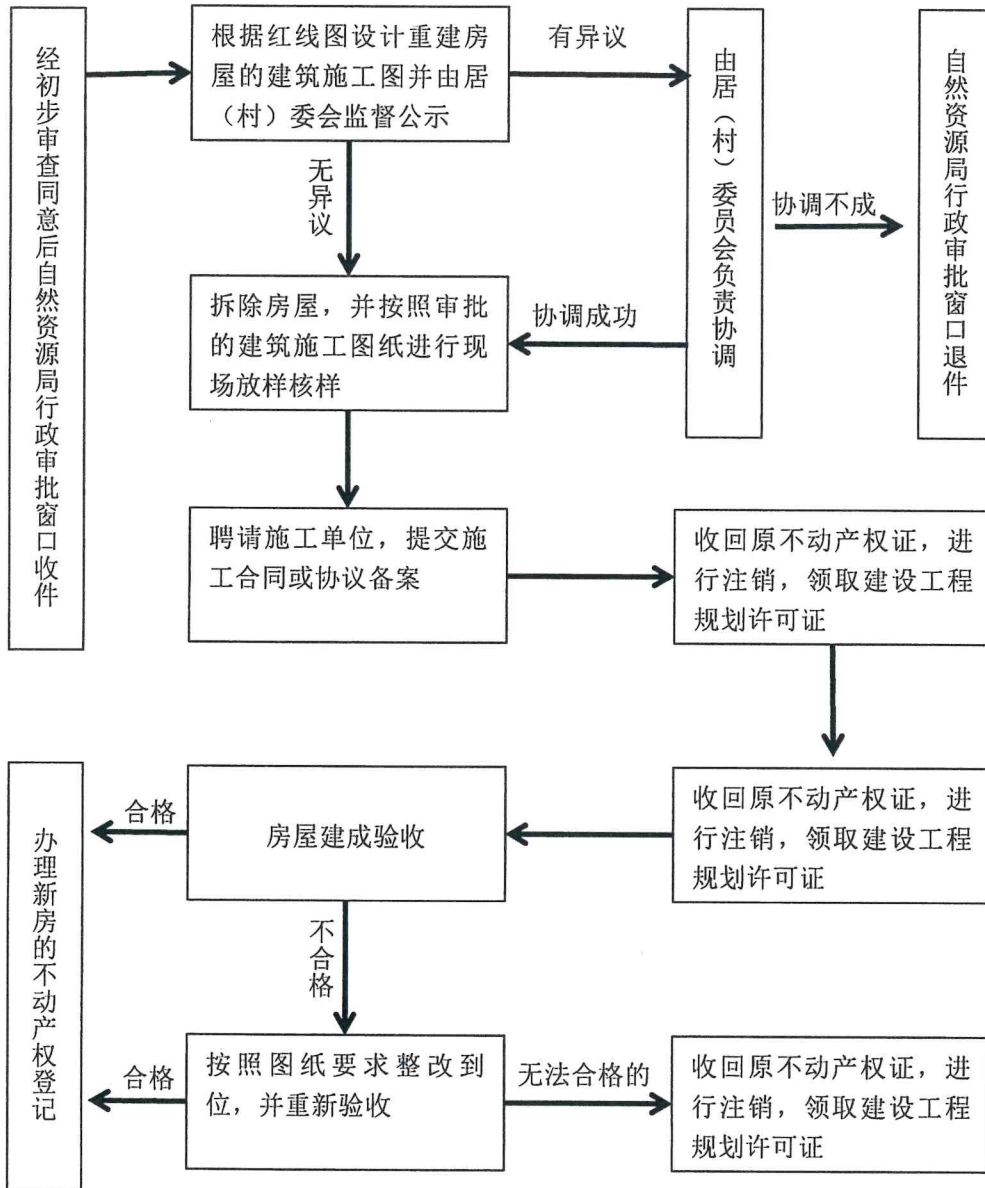 经初步审查同意后自然资源局行政审批窗口收件
根据红线图设计重建房
屋的建筑施工图并由居
（村）委会监督公示
有异议
由居（村）委员会负责协调
自然资源局行政审批窗口退件
无异议
协调不成
拆除房屋，并按照审批
的建筑施工图纸进行现
场放样核样
协调成功
聘请施工单位，提交施
工合同或协议备案
收回原不动产权证，进
行注销，领取建设工程
规划许可证
办理新房的不动产权登记
合格
房屋建成验收
收回原不动产权证，进
行注销，领取建设工程
规划许可证
不合格
合格
按照图纸要求整改到
位，并重新验收
无法合格的
收回原不动产权证，进
行注销，领取建设工程
规划许可证